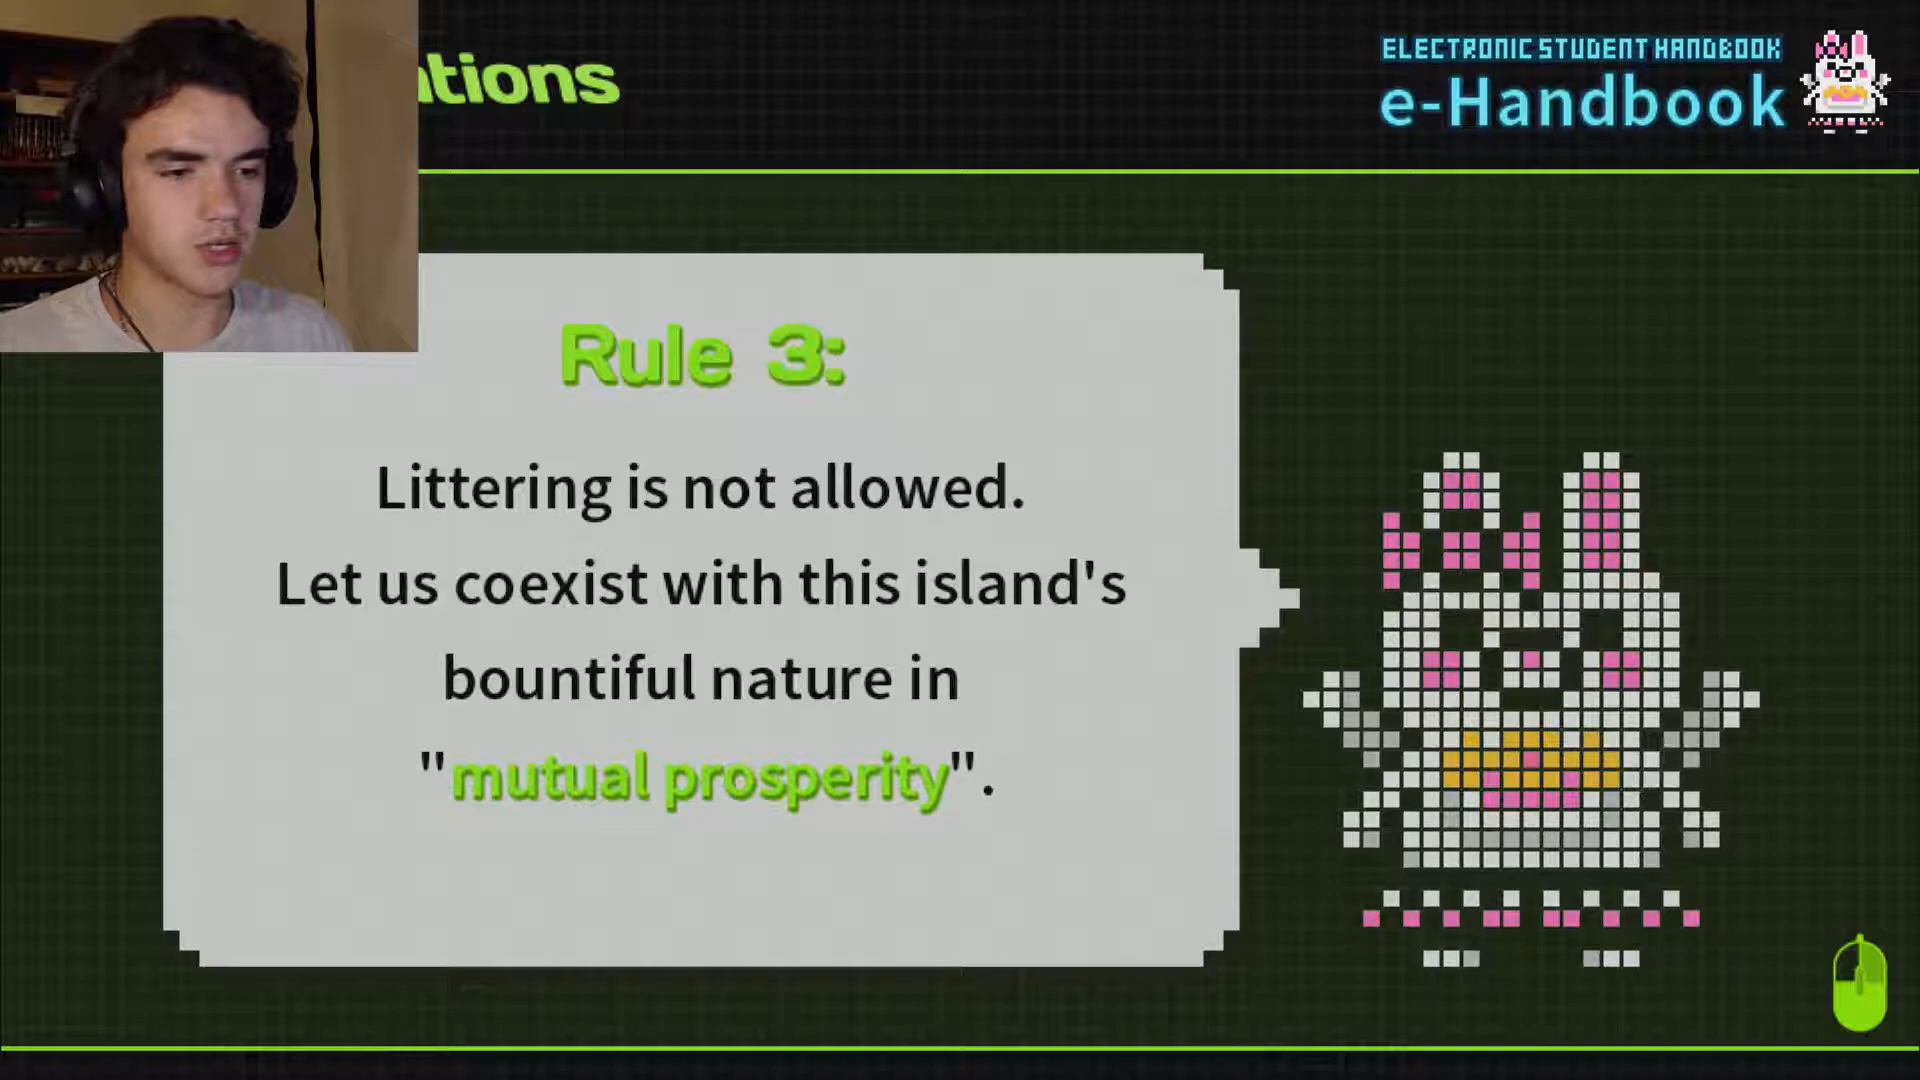 ations
ELECTRONIC STUDENT HANDBOOK
e-Handbook
Rule 3:
Littering is not allowed.
Let us coexist with this island's
bountiful nature in
"mutual prosperity".